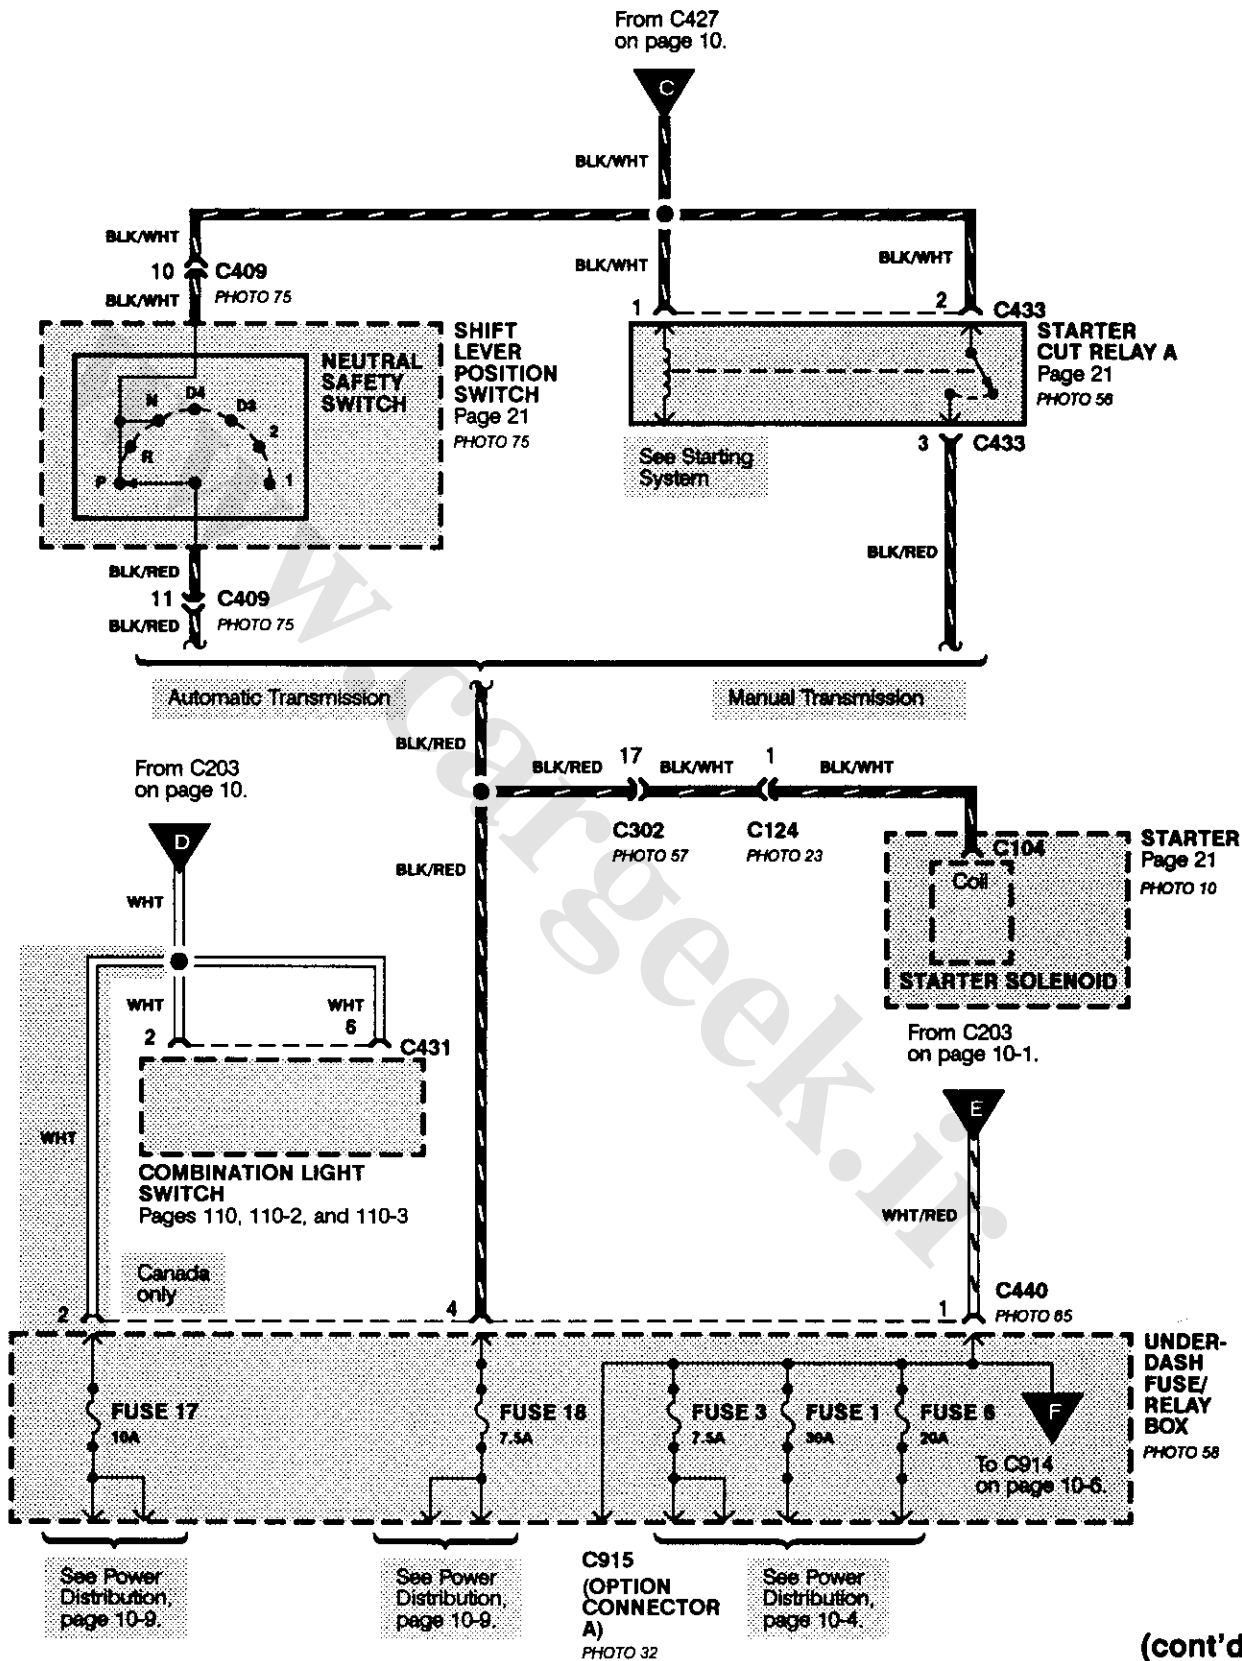 From C427
on page 10.
C
BLK/WHT
BLK/WHT
BLK/WHT
BLK/WHT
10 C409
PHOTO 75
BLK/WHT
1
2
C433
SHIFT
LEVER
POSITION
SWITCH
Page 21
PHOTO 75
NEUTRAL
SAFETY
SWITCH
P
R
N
D4
D3
2
1
STARTER
CUT RELAY A
Page 21
PHOTO 56
See Starting
System
3 C433
BLK/RED
11 C409
PHOTO 75
BLK/RED
BLK/RED
Automatic Transmission
Manual Transmission
BLK/RED
From C203
on page 10.
D
BLK/RED
17
BLK/WHT
1
BLK/WHT
C302
PHOTO 57
C124
PHOTO 23
C104
Coil
STARTER SOLENOID
STARTER
Page 21
PHOTO 10
BLK/RED
WHT
WHT
2
WHT
6
C431
WHT
COMBINATION LIGHT
SWITCH
Pages 110, 110-2, and 110-3
Canada
only
From C203
on page 10-1.
E
WHT/RED
2
4
1
C440
PHOTO 65
UNDER-
DASH
FUSE/
RELAY
BOX
PHOTO 58
FUSE 17
10A
FUSE 18
7.5A
FUSE 3
7.5A
FUSE 1
30A
FUSE 6
20A
F
To C914
on page 10-6.
See Power
Distribution,
page 10-9.
See Power
Distribution,
page 10-9.
C915
(OPTION
CONNECTOR
A)
PHOTO 32
See Power
Distribution,
page 10-4.
(cont'd